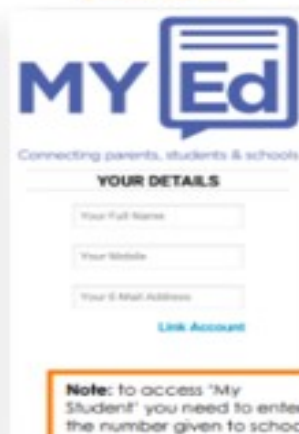 MY Ed
Connecting parents, students & schools
YOUR DETAILS
Your Full Name
Your Mobile
Your E-Mail Address
Link Account
Note: to access 'My
Student' you need to enter
the number given to school